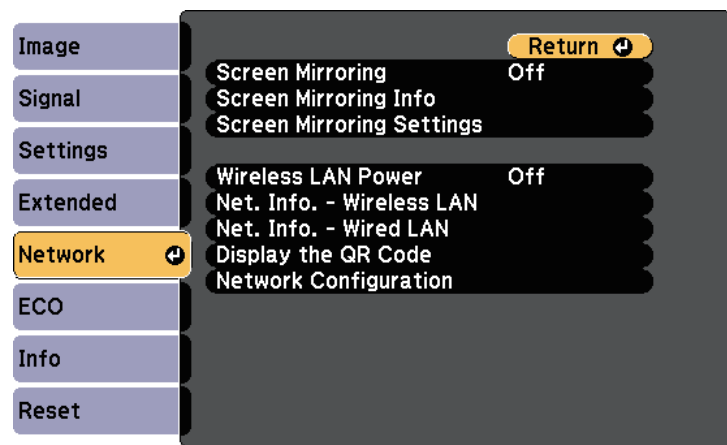 Image
Signal
Settings
Extended
Network
ECO
Info
Reset
Return
Screen Mirroring Off
Screen Mirroring Info
Screen Mirroring Settings
Wireless LAN Power Off
Net. Info. - Wireless LAN
Net. Info. - Wired LAN
Display the QR Code
Network Configuration